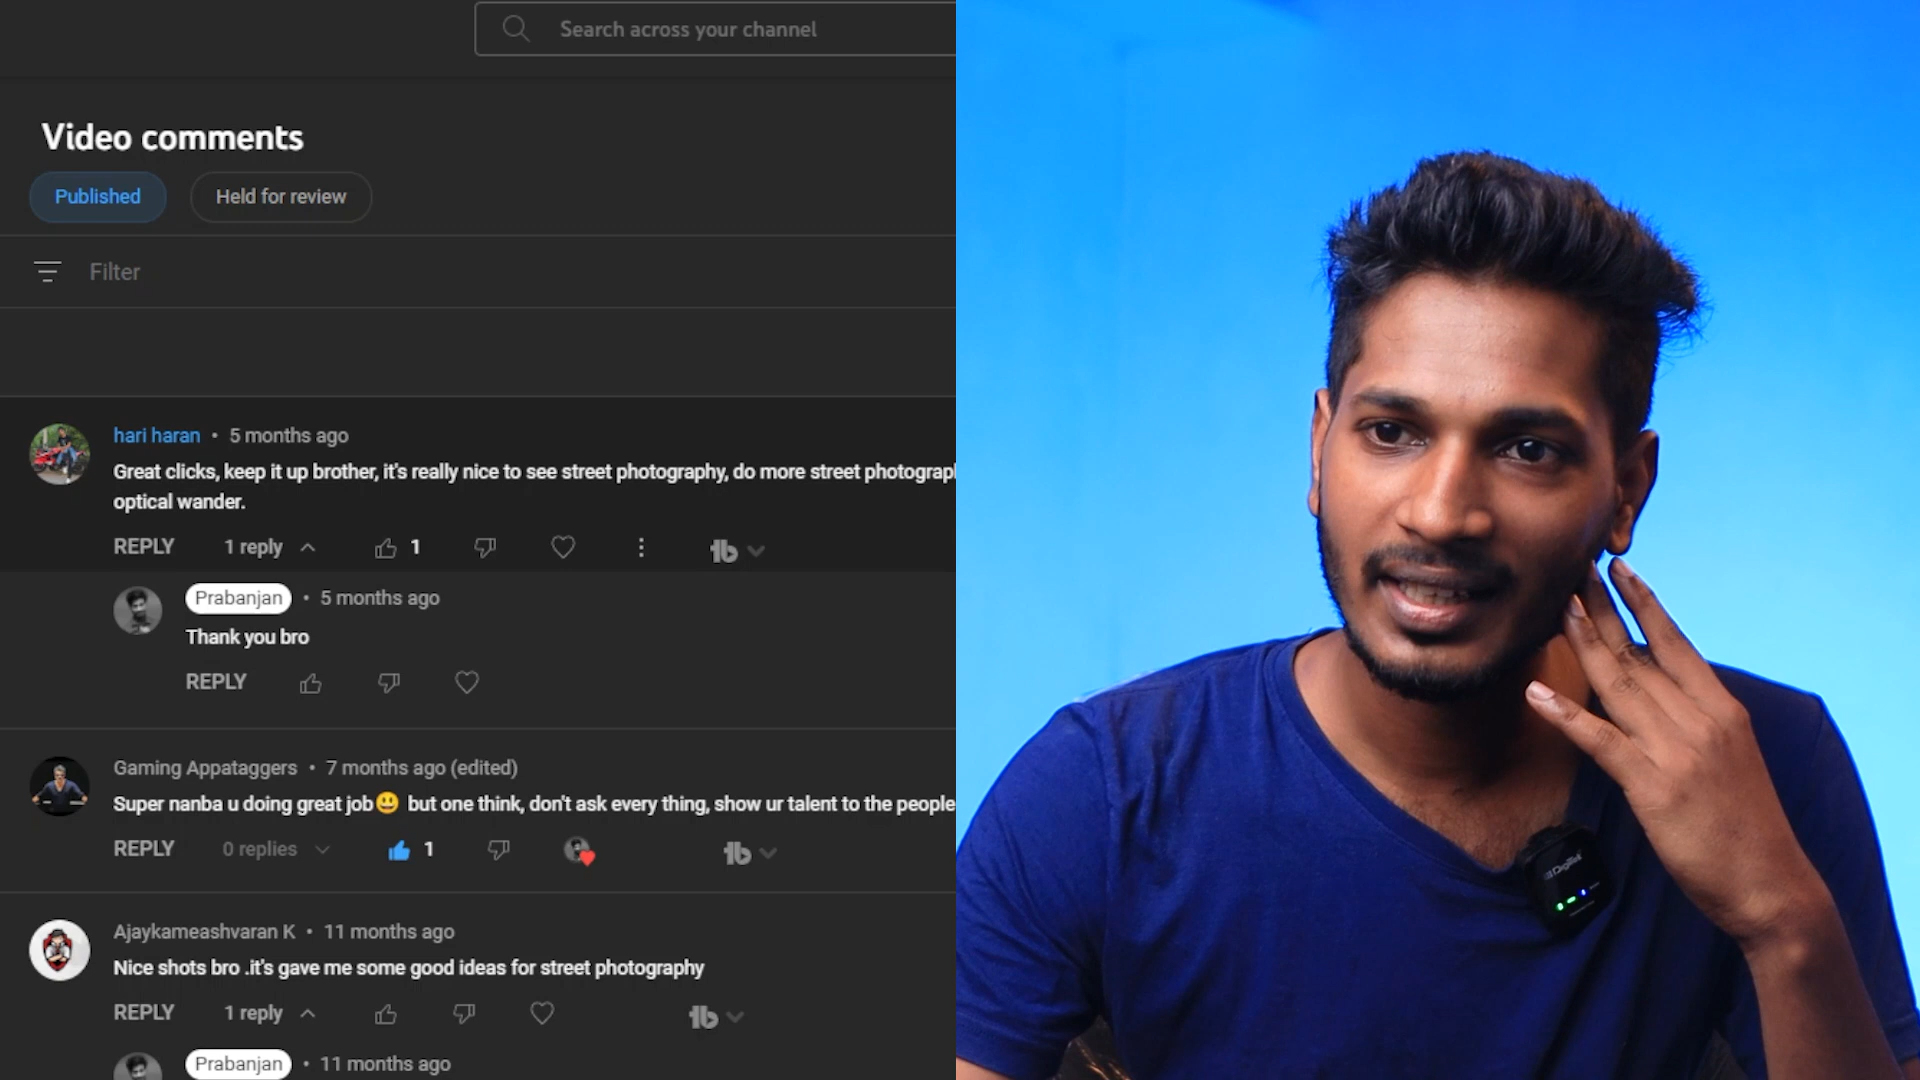 Search across your channel
Video comments
Published
Held for review
Filter
hari haran • 5 months ago
Great clicks, keep it up brother, it's really nice to see street photography, do more street photograpl
optical wander.
REPLY 1 reply 1
Prabanjan • 5 months ago
Thank you bro
REPLY
Gaming Appataggers • 7 months ago (edited)
Super nanba u doing great job😃 but one think, don't ask every thing, show ur talent to the people
REPLY 0 replies 1
Ajaykameashvaran K • 11 months ago
Nice shots bro .it's gave me some good ideas for street photography
REPLY 1 reply
Prabanjan • 11 months ago
DigiTek